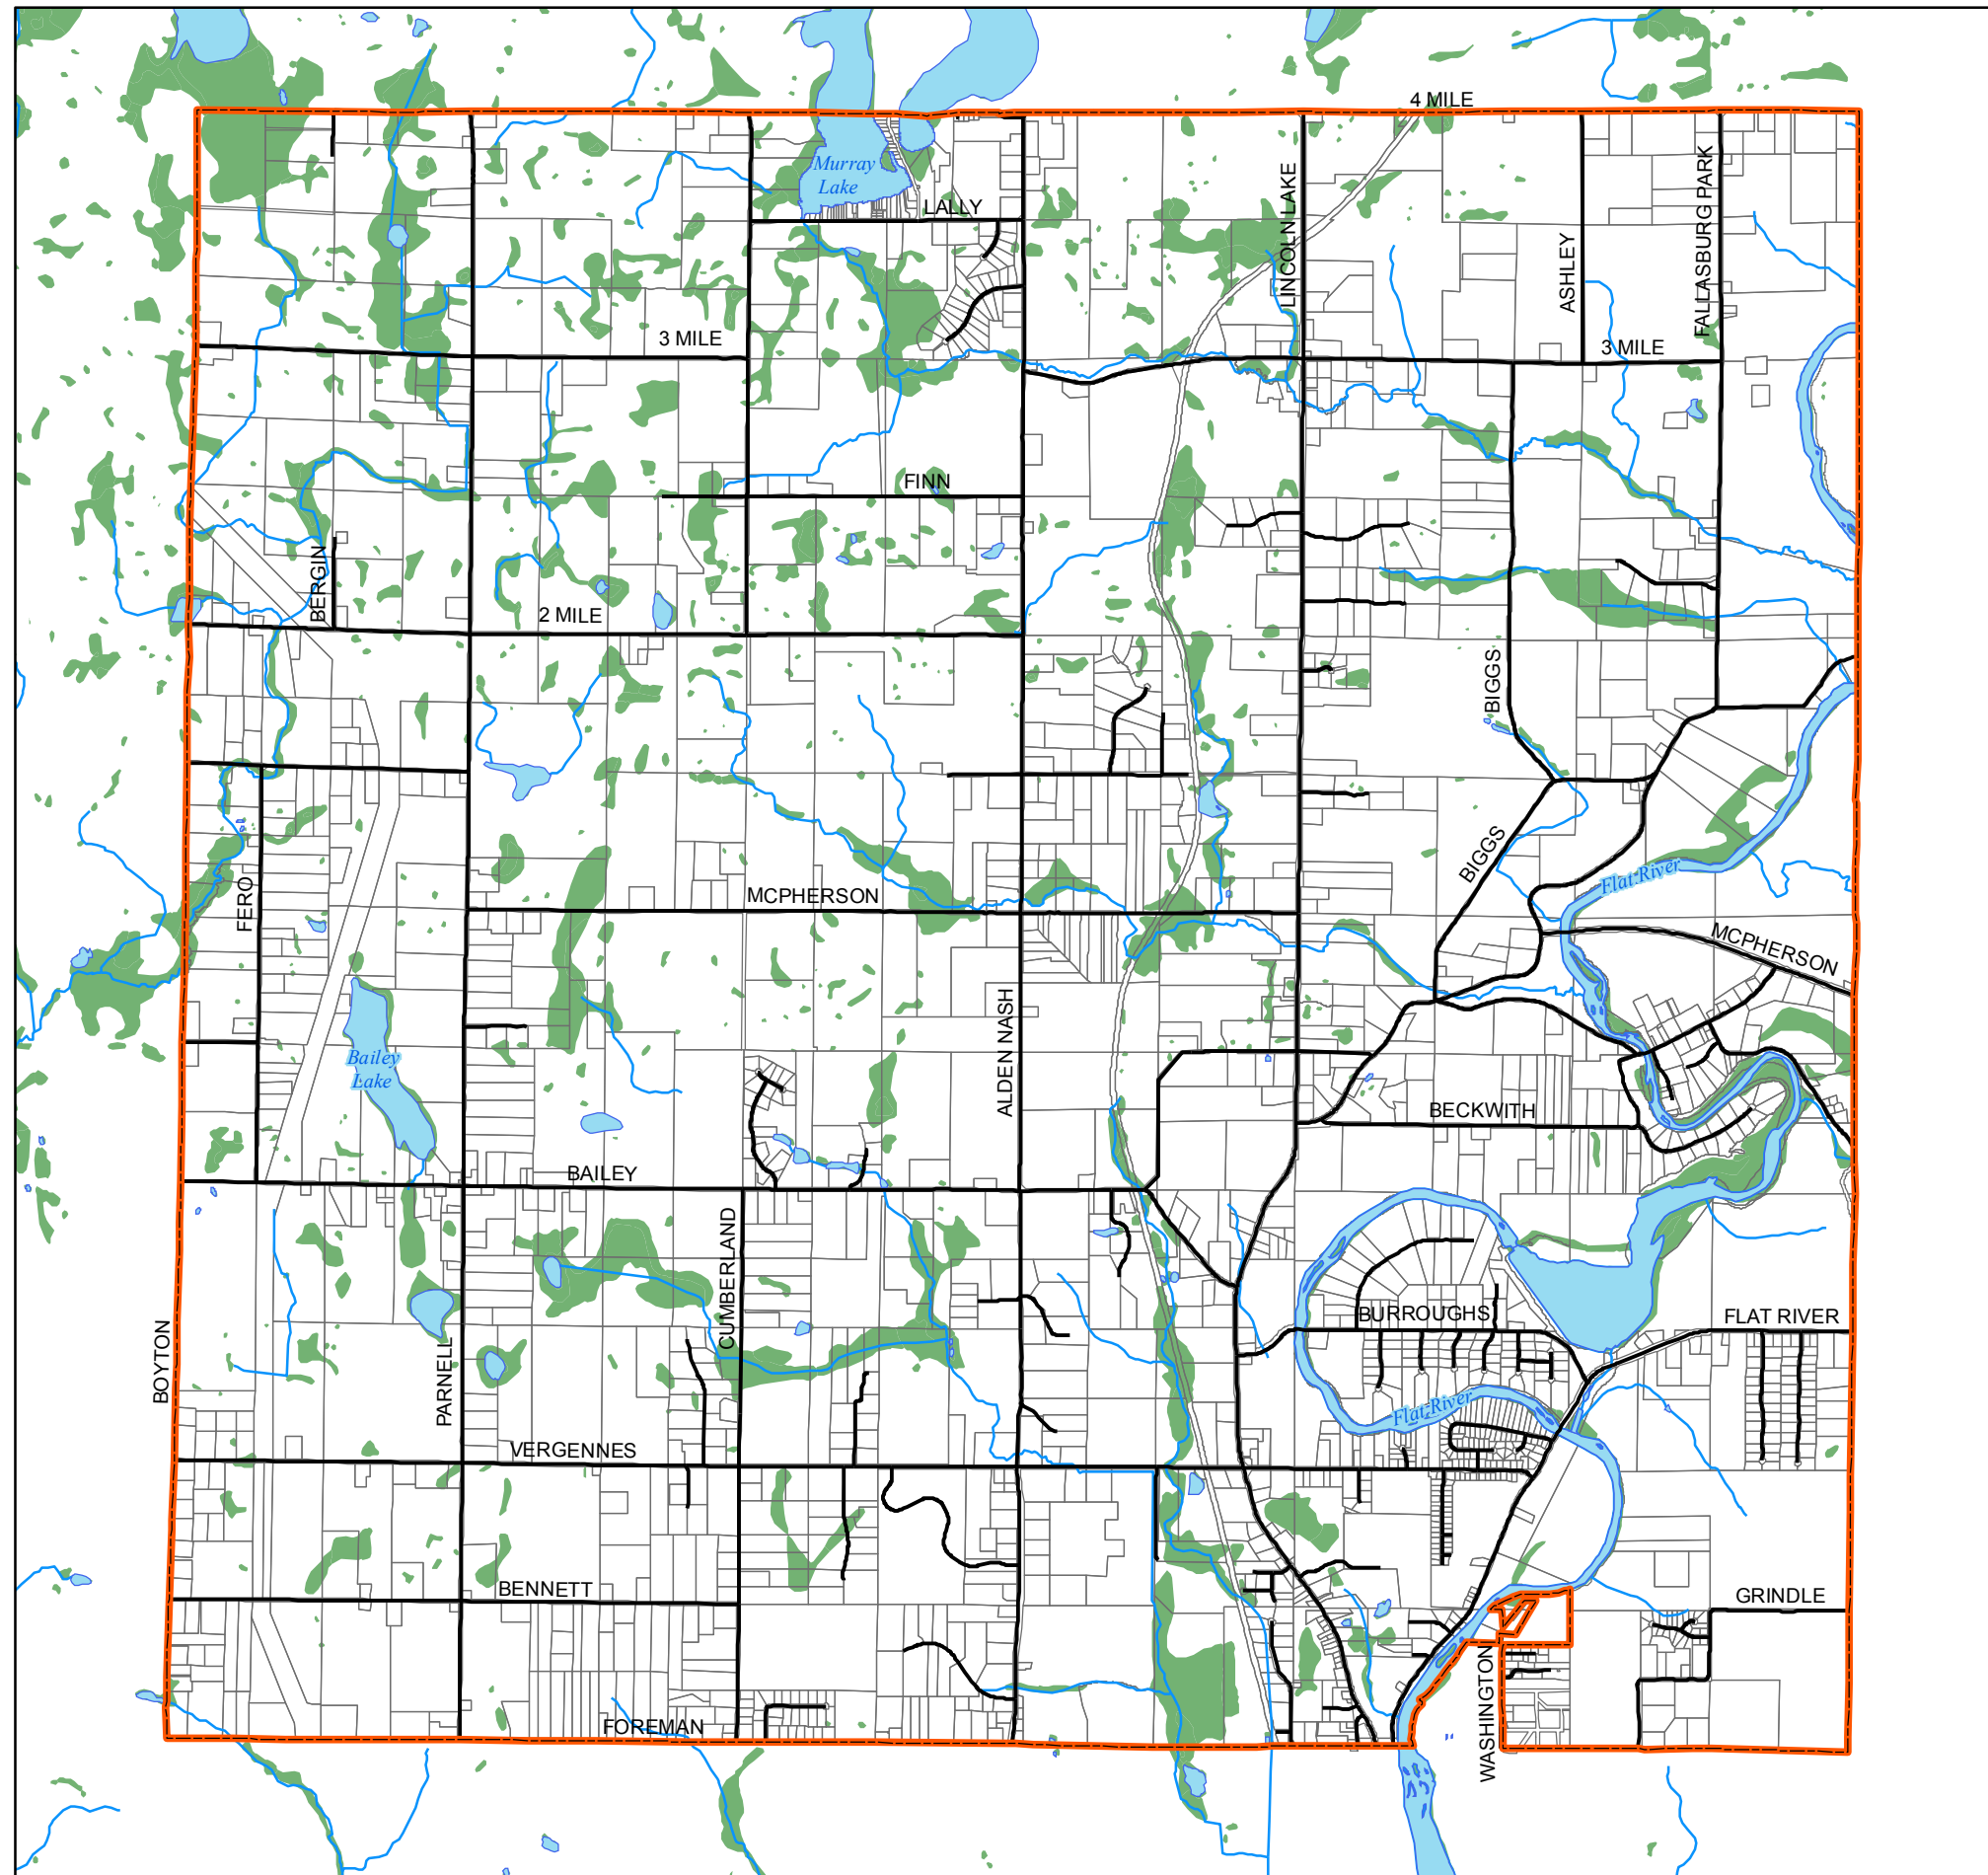 4 MILE
Murray
Lake
LALLY
LINCOLN LAKE
ASHLEY
FALLASBURG PARK
3 MILE
3 MILE
FINN
BERGIN
2 MILE
BIGGS
BIGGS
FERO
MCPHERSON
Flat River
MCPHERSON
Bailey
Lake
ALDEN NASH
BECKWITH
BAILEY
CUMBERLAND
BOYTON
PARNELL
BURROUGHS
FLAT RIVER
Flat River
VERGENNES
BENNETT
GRINDLE
WASHINGTON
FOREMAN